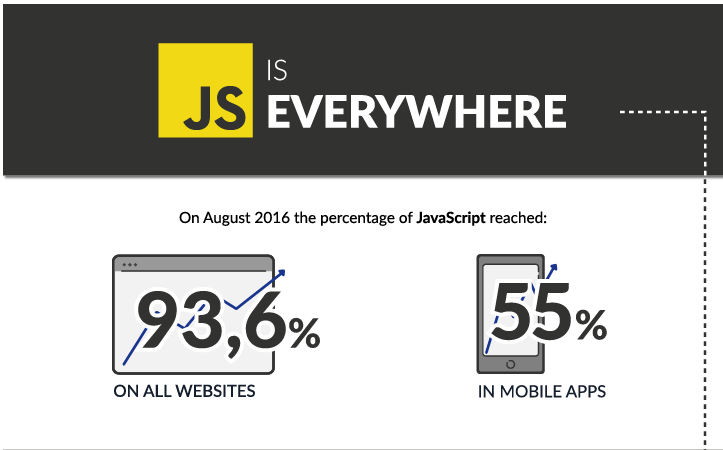 JS
IS
EVERYWHERE
On August 2016 the percentage of JavaScript reached:
93,6%
ON ALL WEBSITES
55%
IN MOBILE APPS